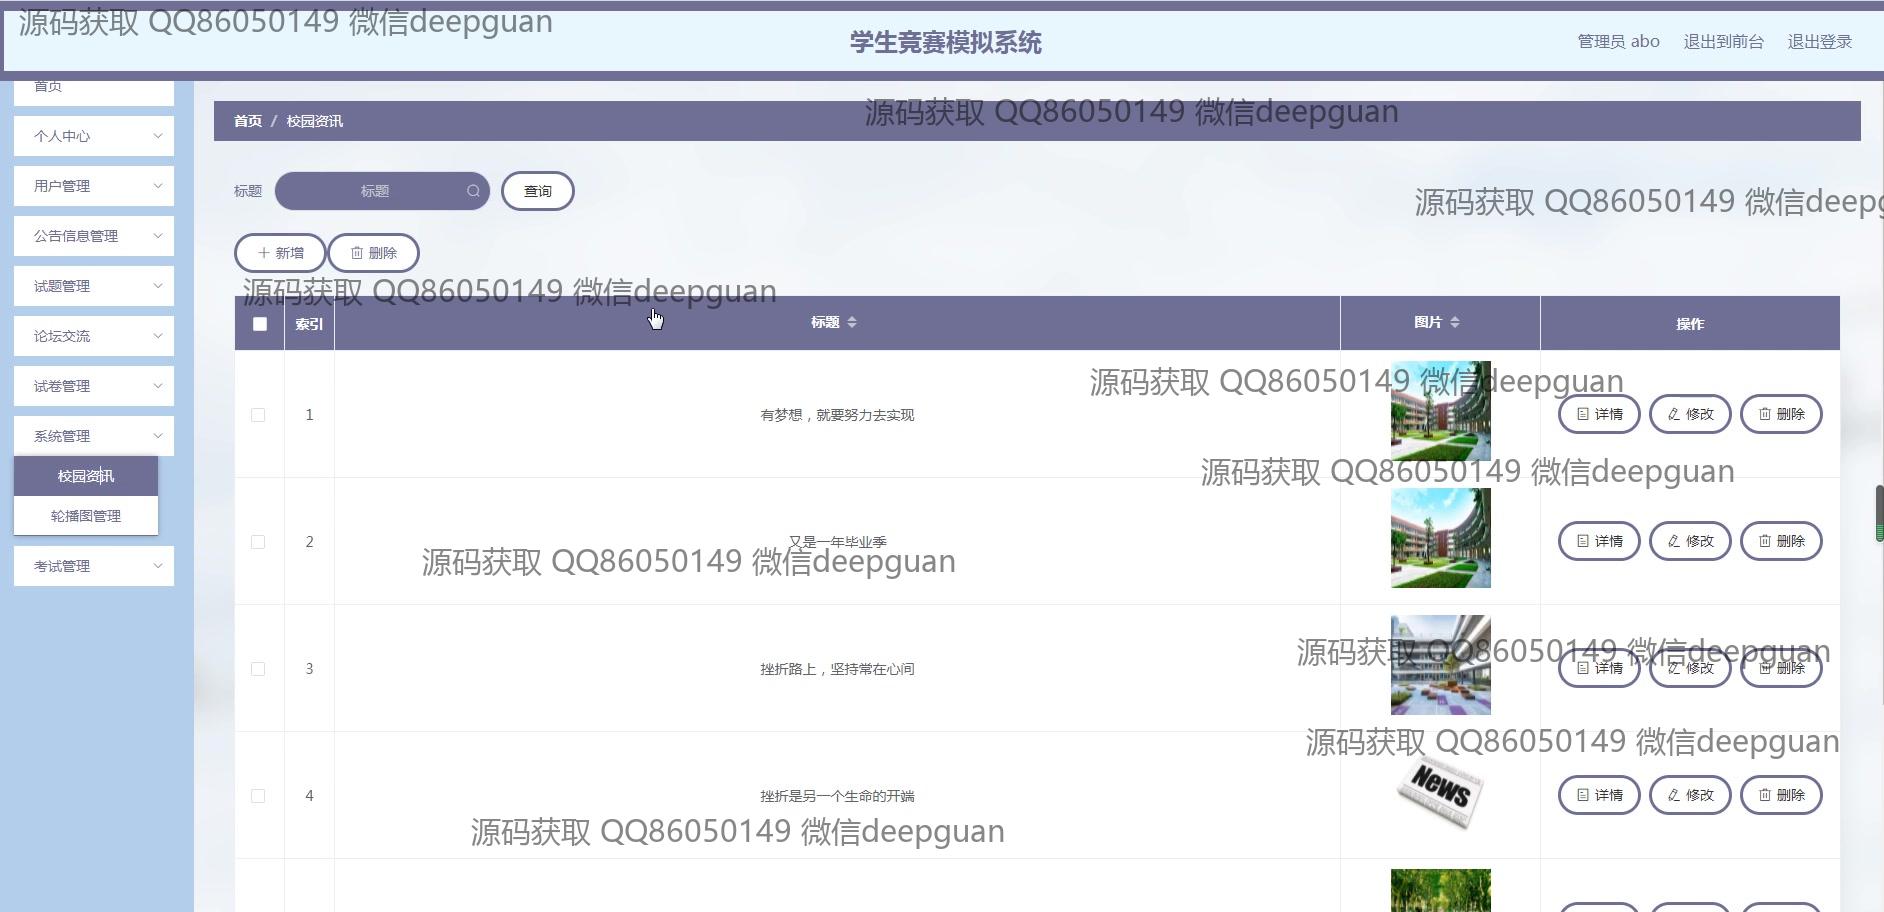 源码获取 QQ86050149 微信deepguan
学生竞赛模拟系统
管理员 abo 退出到前台 退出登录
首页
个人中心
用户管理
公告信息管理
试题管理
论坛交流
试卷管理
系统管理
校园资讯
轮播图管理
考试管理
首页 / 校园资讯
源码获取 QQ86050149 微信deepguan
标题 标题 查询
源码获取 QQ86050149 微信deepg
新增 删除
源码获取 QQ86050149 微信deepguan
索引 标题 图片 操作
源码获取 QQ86050149 微信deepguan
1 有梦想，就要努力去实现 详情 修改 删除
源码获取 QQ86050149 微信deepguan
2 又是一年毕业季 详情 修改 删除
源码获取 QQ86050149 微信deepguan
源码获取 QQ86050149 微信deepguan
3 挫折路上，坚持常在心间 详情 修改 删除
源码获取 QQ86050149 微信deepguan
News
4 挫折是另一个生命的开端 详情 修改 删除
源码获取 QQ86050149 微信deepguan